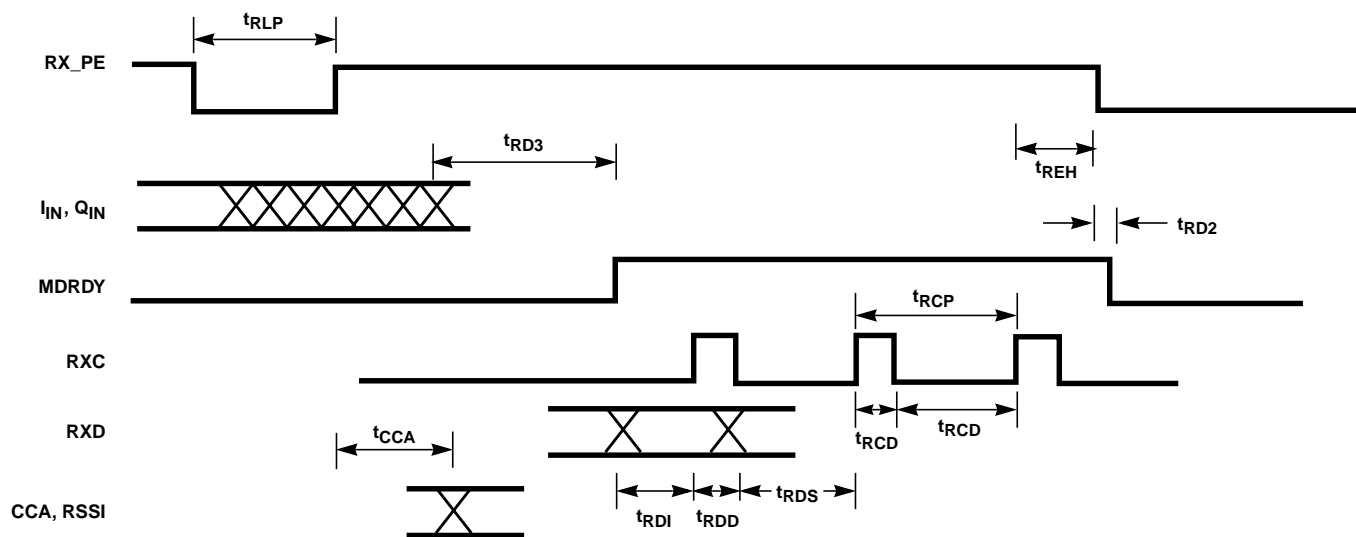 tRLP
RX_PE
tRD3
tREH
IIN, QIN
tRD2
MDRDY
tRCP
RXC
RXD
tRCD
tRCD
tCCA
tRDS
tRDI
tRDD
CCA, RSSI